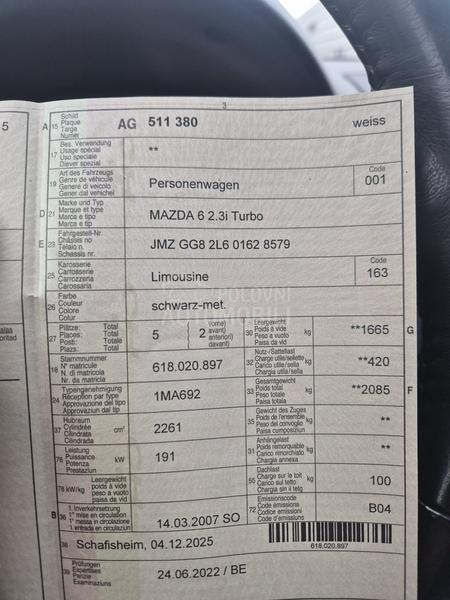 3
5
A 15 Schild Plaque Targa Numer AG 511 380 weiss
17 Bes. Verwendung Usage spécial Uso speciale Diever spezial **
19 Art des Fahrzeugs Genre de véhicule Genere di veicolo Gener dal vehichel Personenwagen Code 001
D 21 Marke und Typ Marque et type Marca e tipo Marca e tip MAZDA 6 2.3i Turbo
E 23 Fahrgestell-Nr. Châssis no Telaio n. Schassis nr. JMZ GG8 2L6 0162 8579
25 Karosserie Carrosserie Carrozzeria Carossaria Limousine Code 163
26 Farbe Couleur Colore Colur schwarz-met.
27 Plätze: Total Places: Total Posti: Totale Plazs: Total 5 2 (vorne) avant) anteriori) davant)
30 Leergewicht Poids à vide Peso a vuoto Paisa da vid kg **1665 G
18 Stammnummer N° matricule N. di matricola Nr. da matricla 618.020.897
32 Nutz-/Sattellast Charge utile/sellette Carico utile/sella Chargia utila/sella kg **420
24 Typengenehmigung Réception par type Approvazione del tipo Approvaziun dal tip 1MA692
33 Gesamtgewicht Poids total Peso totale Paisa totala kg **2085 F
37 Hubraum Cylindrée Cilindrata Cilindrada cm³ 2261
35 Gewicht des Zuges Poids de l'ensemble Peso del convoglio Paisa cumposiziun kg **
76 Leistung Puissance Potenza Prestaziun kW 191
31 Anhängelast Poids remorquable Carico rimorchiato Chargia annexa kg **
78 kW/kg Leergewicht poids à vide peso a vuoto paisa da vid
55 Dachlast Charge sur le toit Carico sul tetto Chargia sin il tetg kg 100
B 36 1. Inverkehrsetzung 1re mise en circulation 1a messa in circolazione 1. entrada en circulaziun 14.03.2007 SO
72 Emissionscode Code émissions Codice emissioni Code d'emissiuns B04
38 Schafisheim, 04.12.2025
618.020.897
39 Prüfungen Expertises Perizie Examinaziuns 24.06.2022 / BE